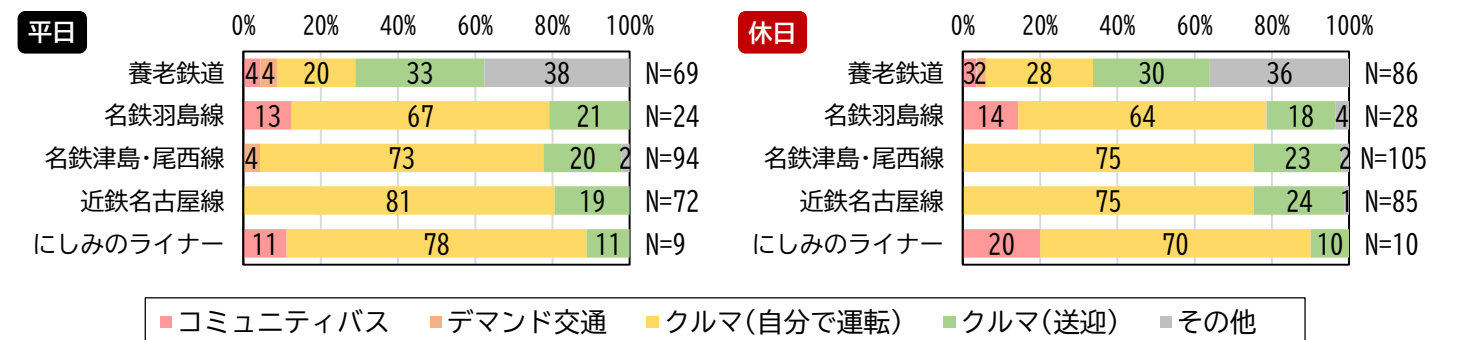 平日 0% 20% 40% 60% 80% 100%
養老鉄道 4 4 20 33 38 N=69
名鉄羽島線 13 67 21 N=24
名鉄津島・尾西線 4 73 20 2 N=94
近鉄名古屋線 81 19 N=72
にしみのライナー 11 78 11 N=9
休日 0% 20% 40% 60% 80% 100%
養老鉄道 3 2 28 30 36 N=86
名鉄羽島線 14 64 18 4 N=28
名鉄津島・尾西線 75 23 2 N=105
近鉄名古屋線 75 24 1 N=85
にしみのライナー 20 70 10 N=10
コミュニティバス デマンド交通 クルマ(自分で運転) クルマ(送迎) その他